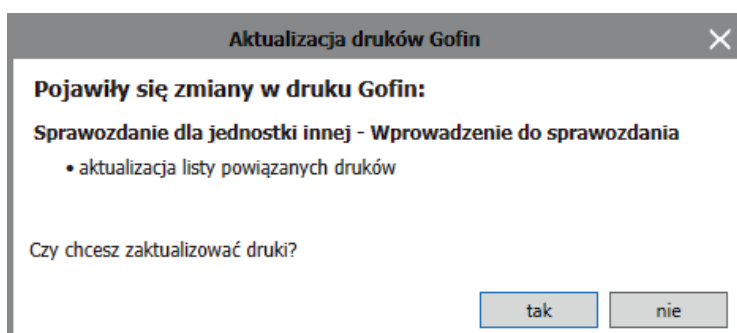 Aktualizacja druków Gofin
Pojawiły się zmiany w druku Gofin:
Sprawozdanie dla jednostki innej - Wprowadzenie do sprawozdania
• aktualizacja listy powiązanych druków
Czy chcesz zaktualizować druki?
tak nie